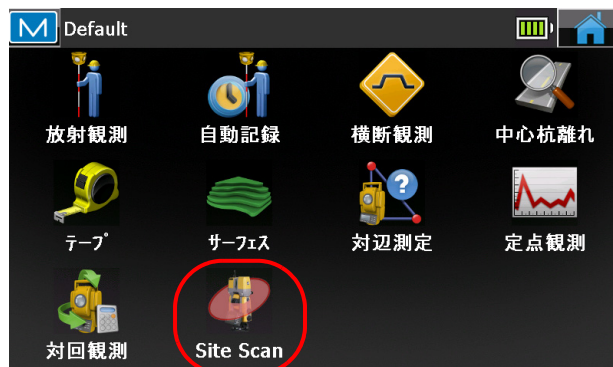 M Default
放射観測 自動記録 横断観測 中心杭離れ
ﾃｰﾌﾟ ｻｰﾌｪｽ 対辺測定 定点観測
対回観測 Site Scan